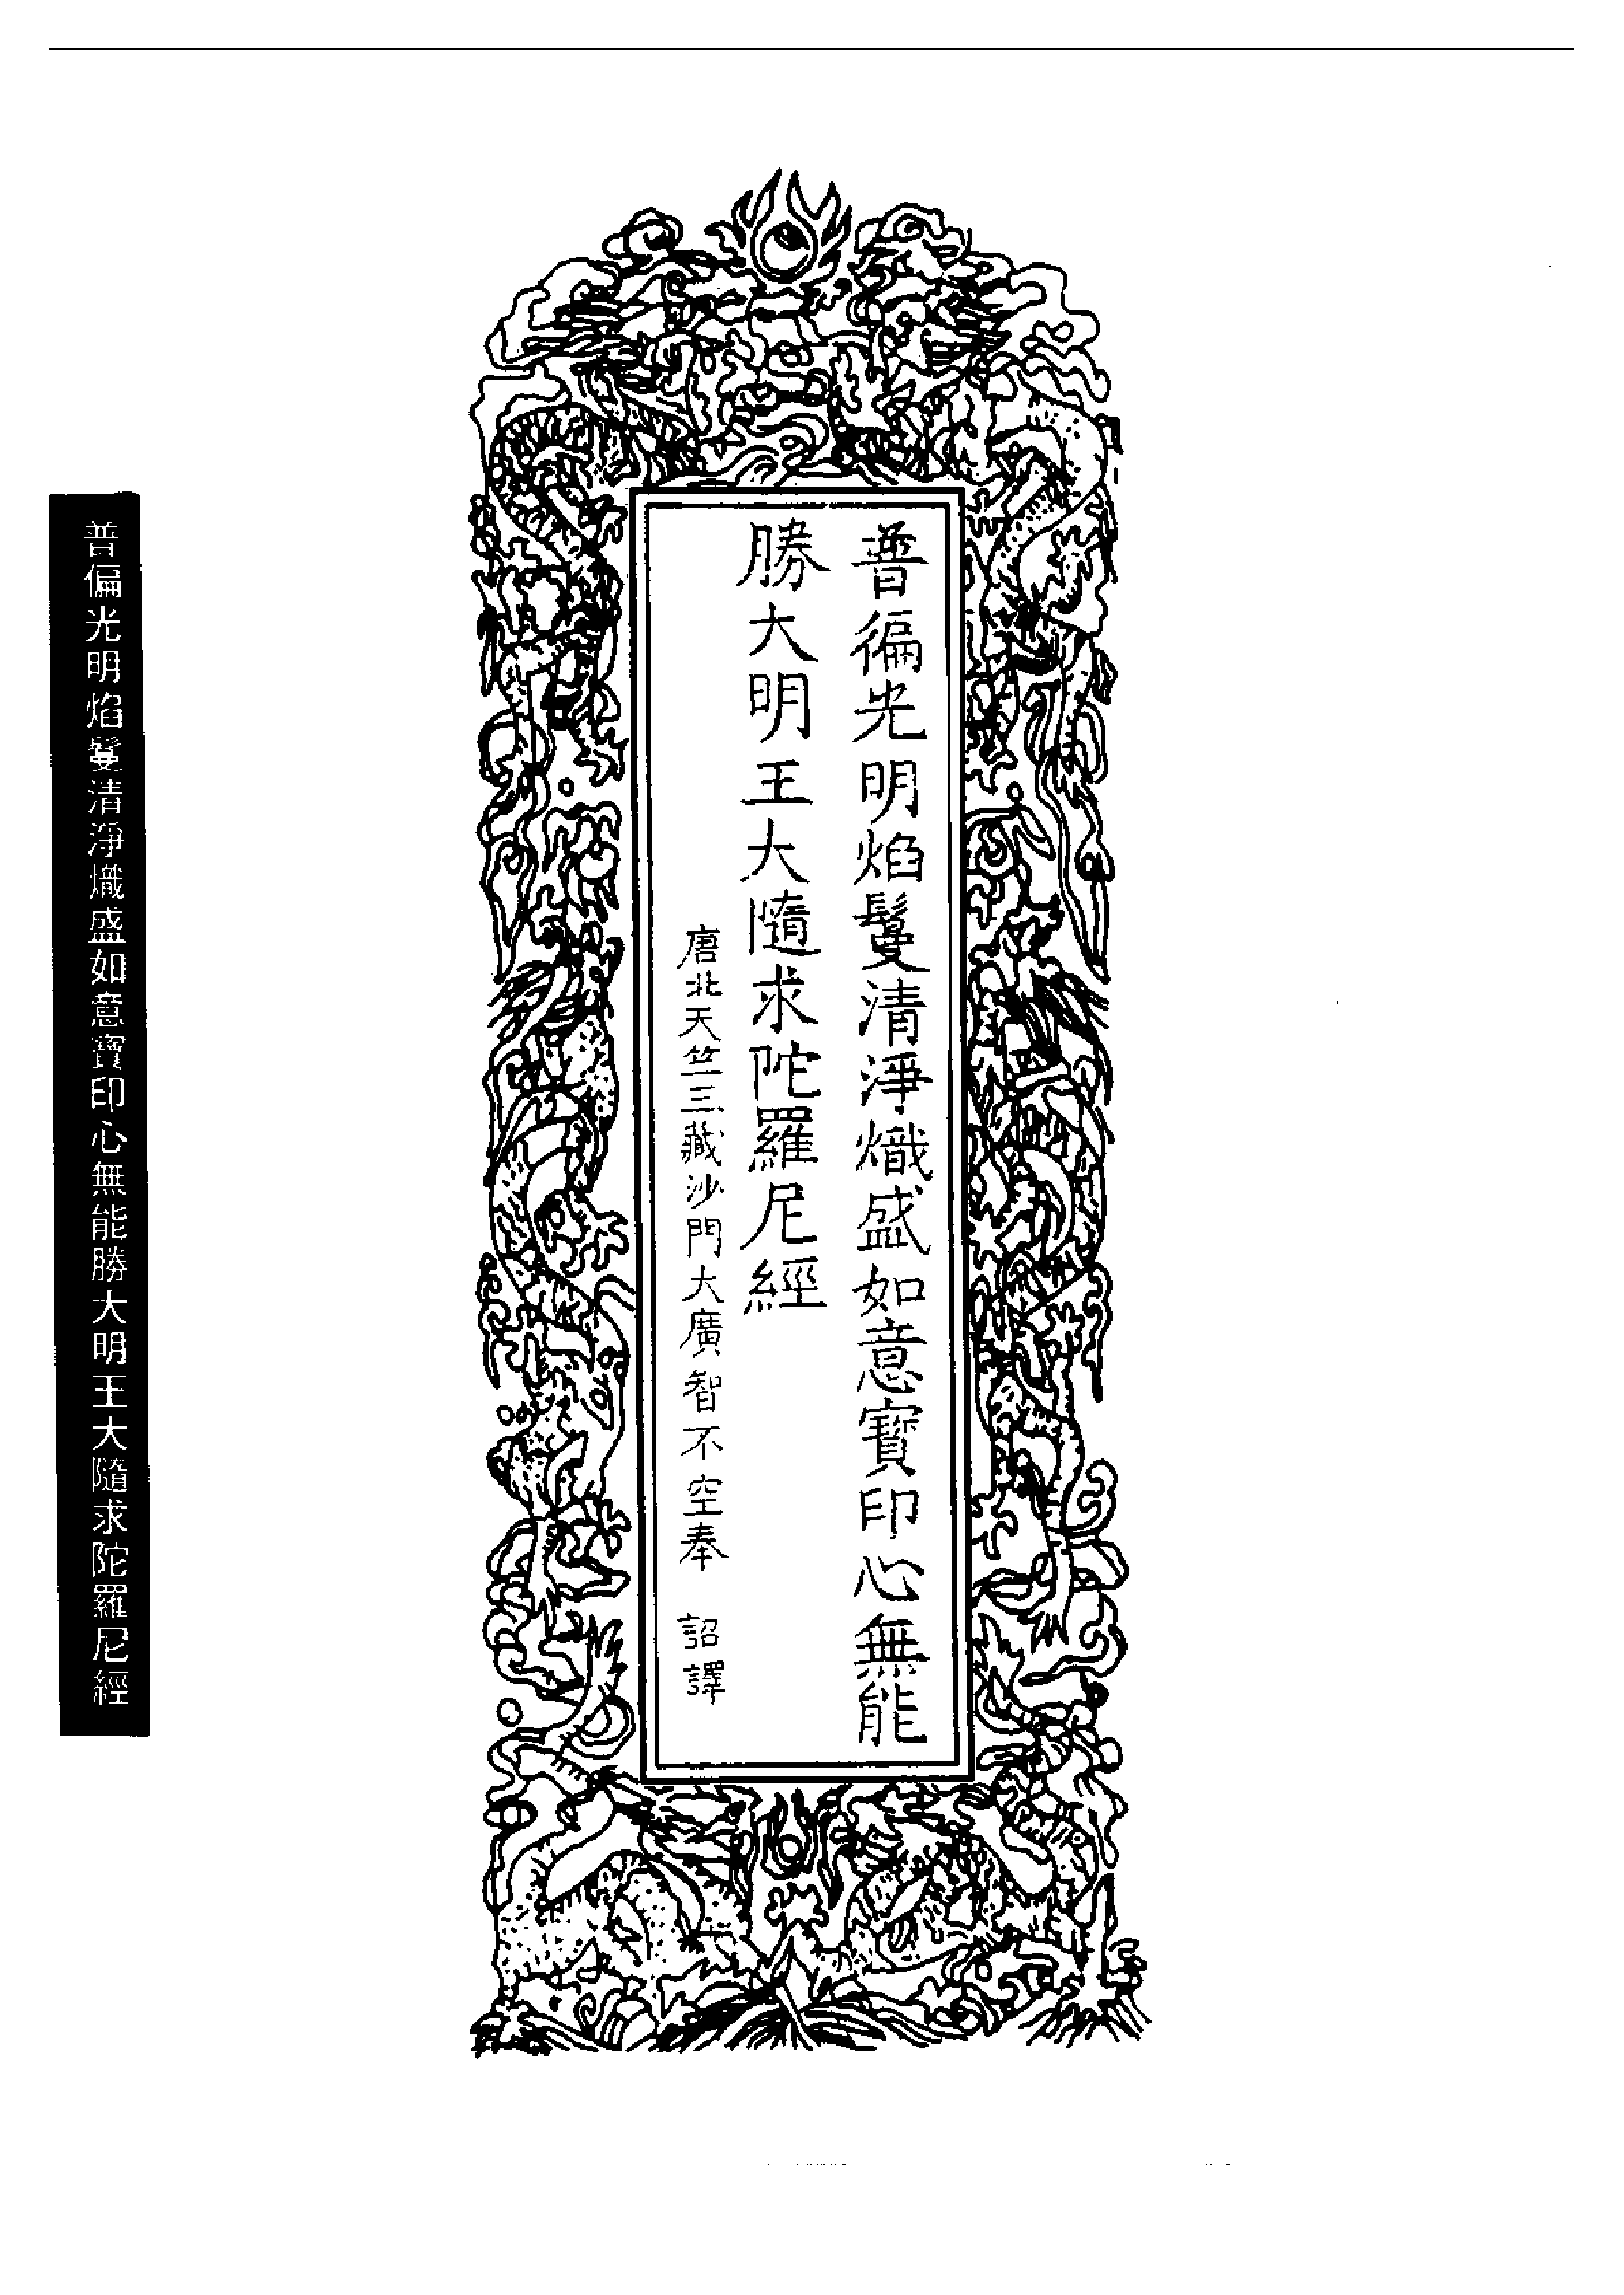 普徧光明焰鬘清淨熾盛如意寶印心無能
勝大明王大隨求陀羅尼經
唐北天竺三藏沙門大廣智不空奉　詔譯
普偏光明焰鬘清淨熾盛如意寶印心無能勝大明王大隨求陀羅尼經